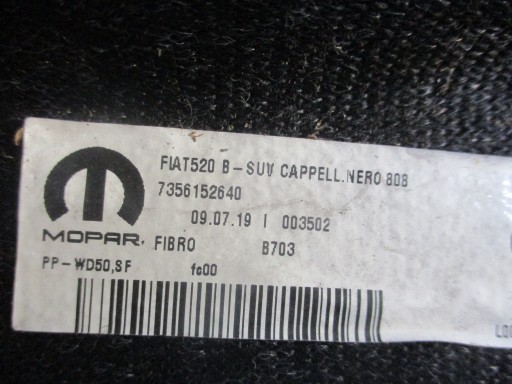 FIAT520 B-SUV CAPPELL.NERO 808
7356152640
09.07.19 I 003502
MOPAR. FIBRO B703
PP-WD50,SF fc00